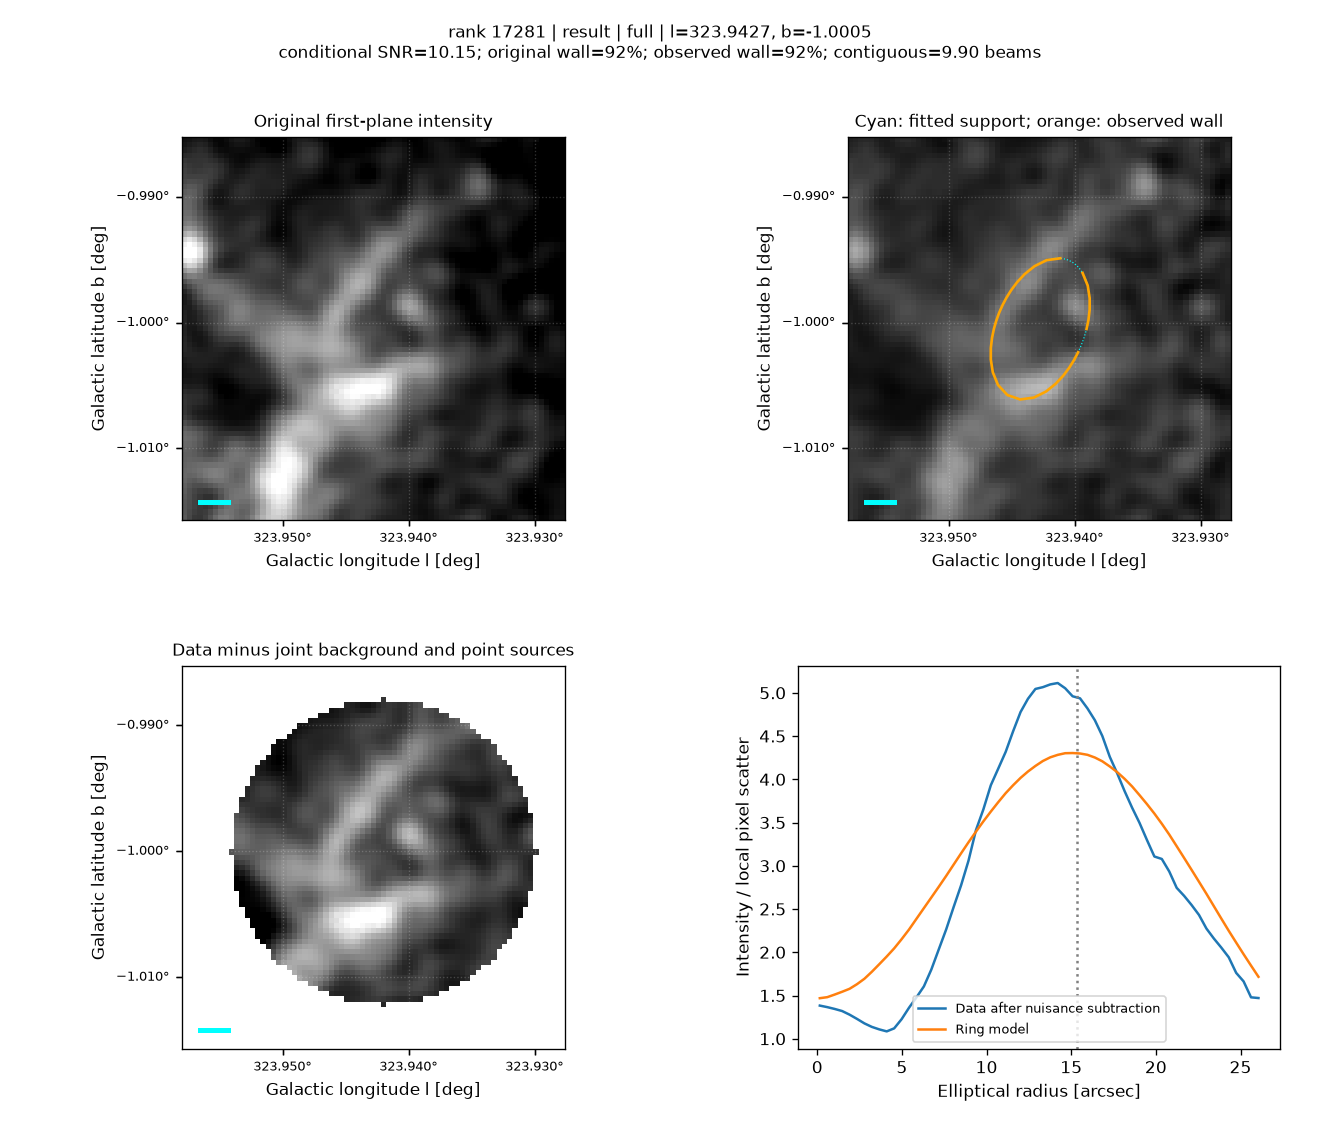 rank 17281 | result | full | l=323.9427, b=-1.0005
conditional SNR=10.15; original wall=92%; observed wall=92%; contiguous=9.90 beams
Original first-plane intensity
−0.990°
−1.000°
−1.010°
Galactic latitude b [deg]
323.950°
323.940°
323.930°
Galactic longitude l [deg]
Cyan: fitted support; orange: observed wall
−0.990°
−1.000°
−1.010°
Galactic latitude b [deg]
323.950°
323.940°
323.930°
Galactic longitude l [deg]
Data minus joint background and point sources
−0.990°
−1.000°
−1.010°
Galactic latitude b [deg]
323.950°
323.940°
323.930°
Galactic longitude l [deg]
5.0
4.5
4.0
3.5
3.0
2.5
2.0
1.5
1.0
Intensity / local pixel scatter
Data after nuisance subtraction
Ring model
0
5
10
15
20
25
Elliptical radius [arcsec]